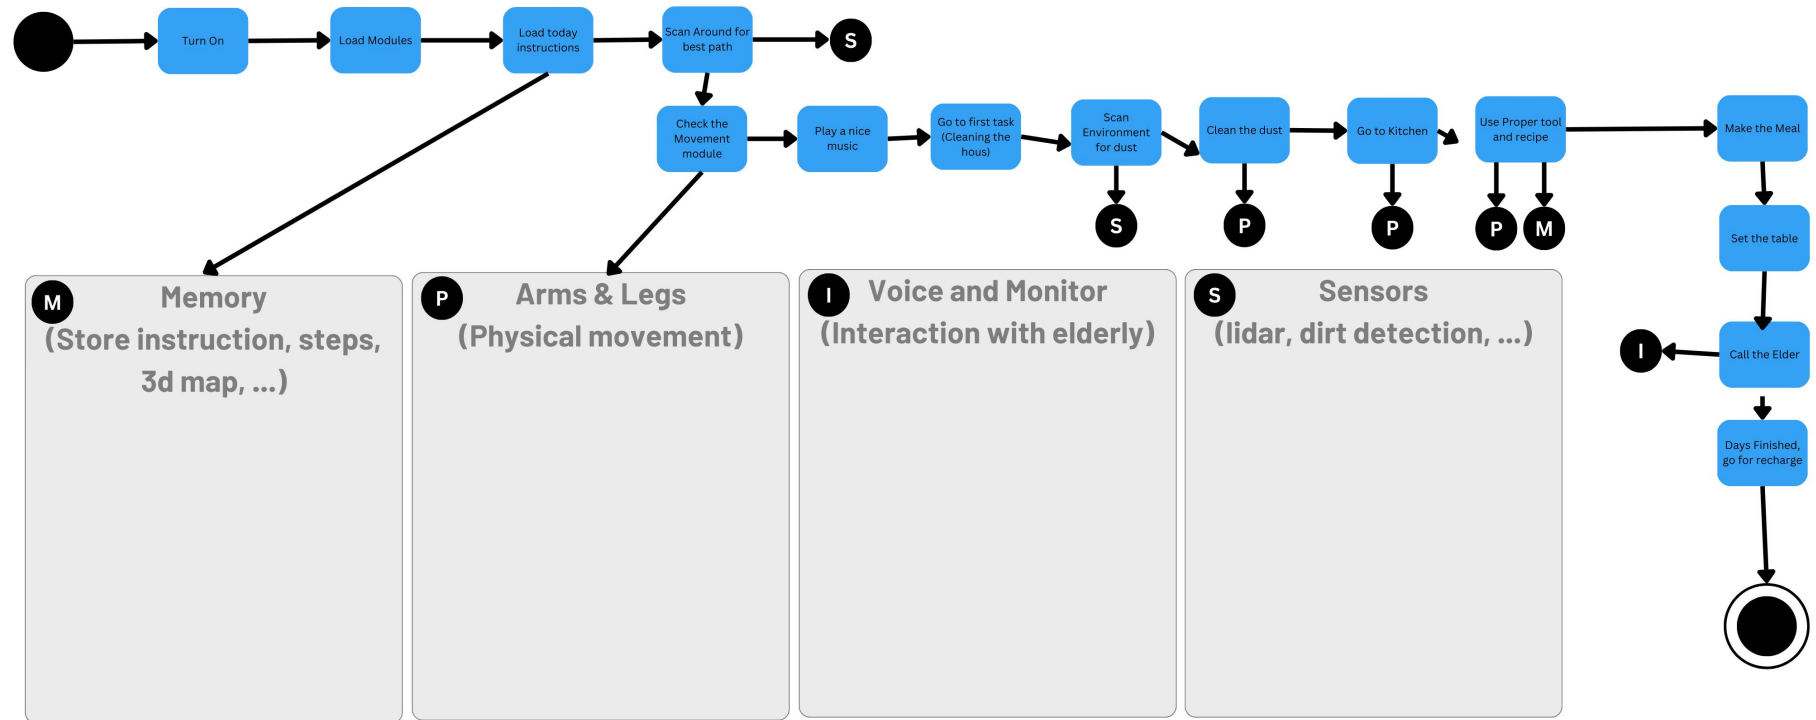 Turn On
Load Modules
Load today
instructions
Scan Around for
best path
S
Check the
Movement
module
Play a nice
music
Go to first task
(Cleaning the
hous)
Scan
Environment
for dust
Clean the dust
Go to Kitchen
Use Proper tool
and recipe
Make the Meal
S
P
P
P
M
Set the table
Call the Elder
I
Days Finished,
go for recharge
M
Memory
(Store instruction, steps,
3d map, ...)
P
Arms & Legs
(Physical movement)
I
Voice and Monitor
(Interaction with elderly)
S
Sensors
(lidar, dirt detection, ...)